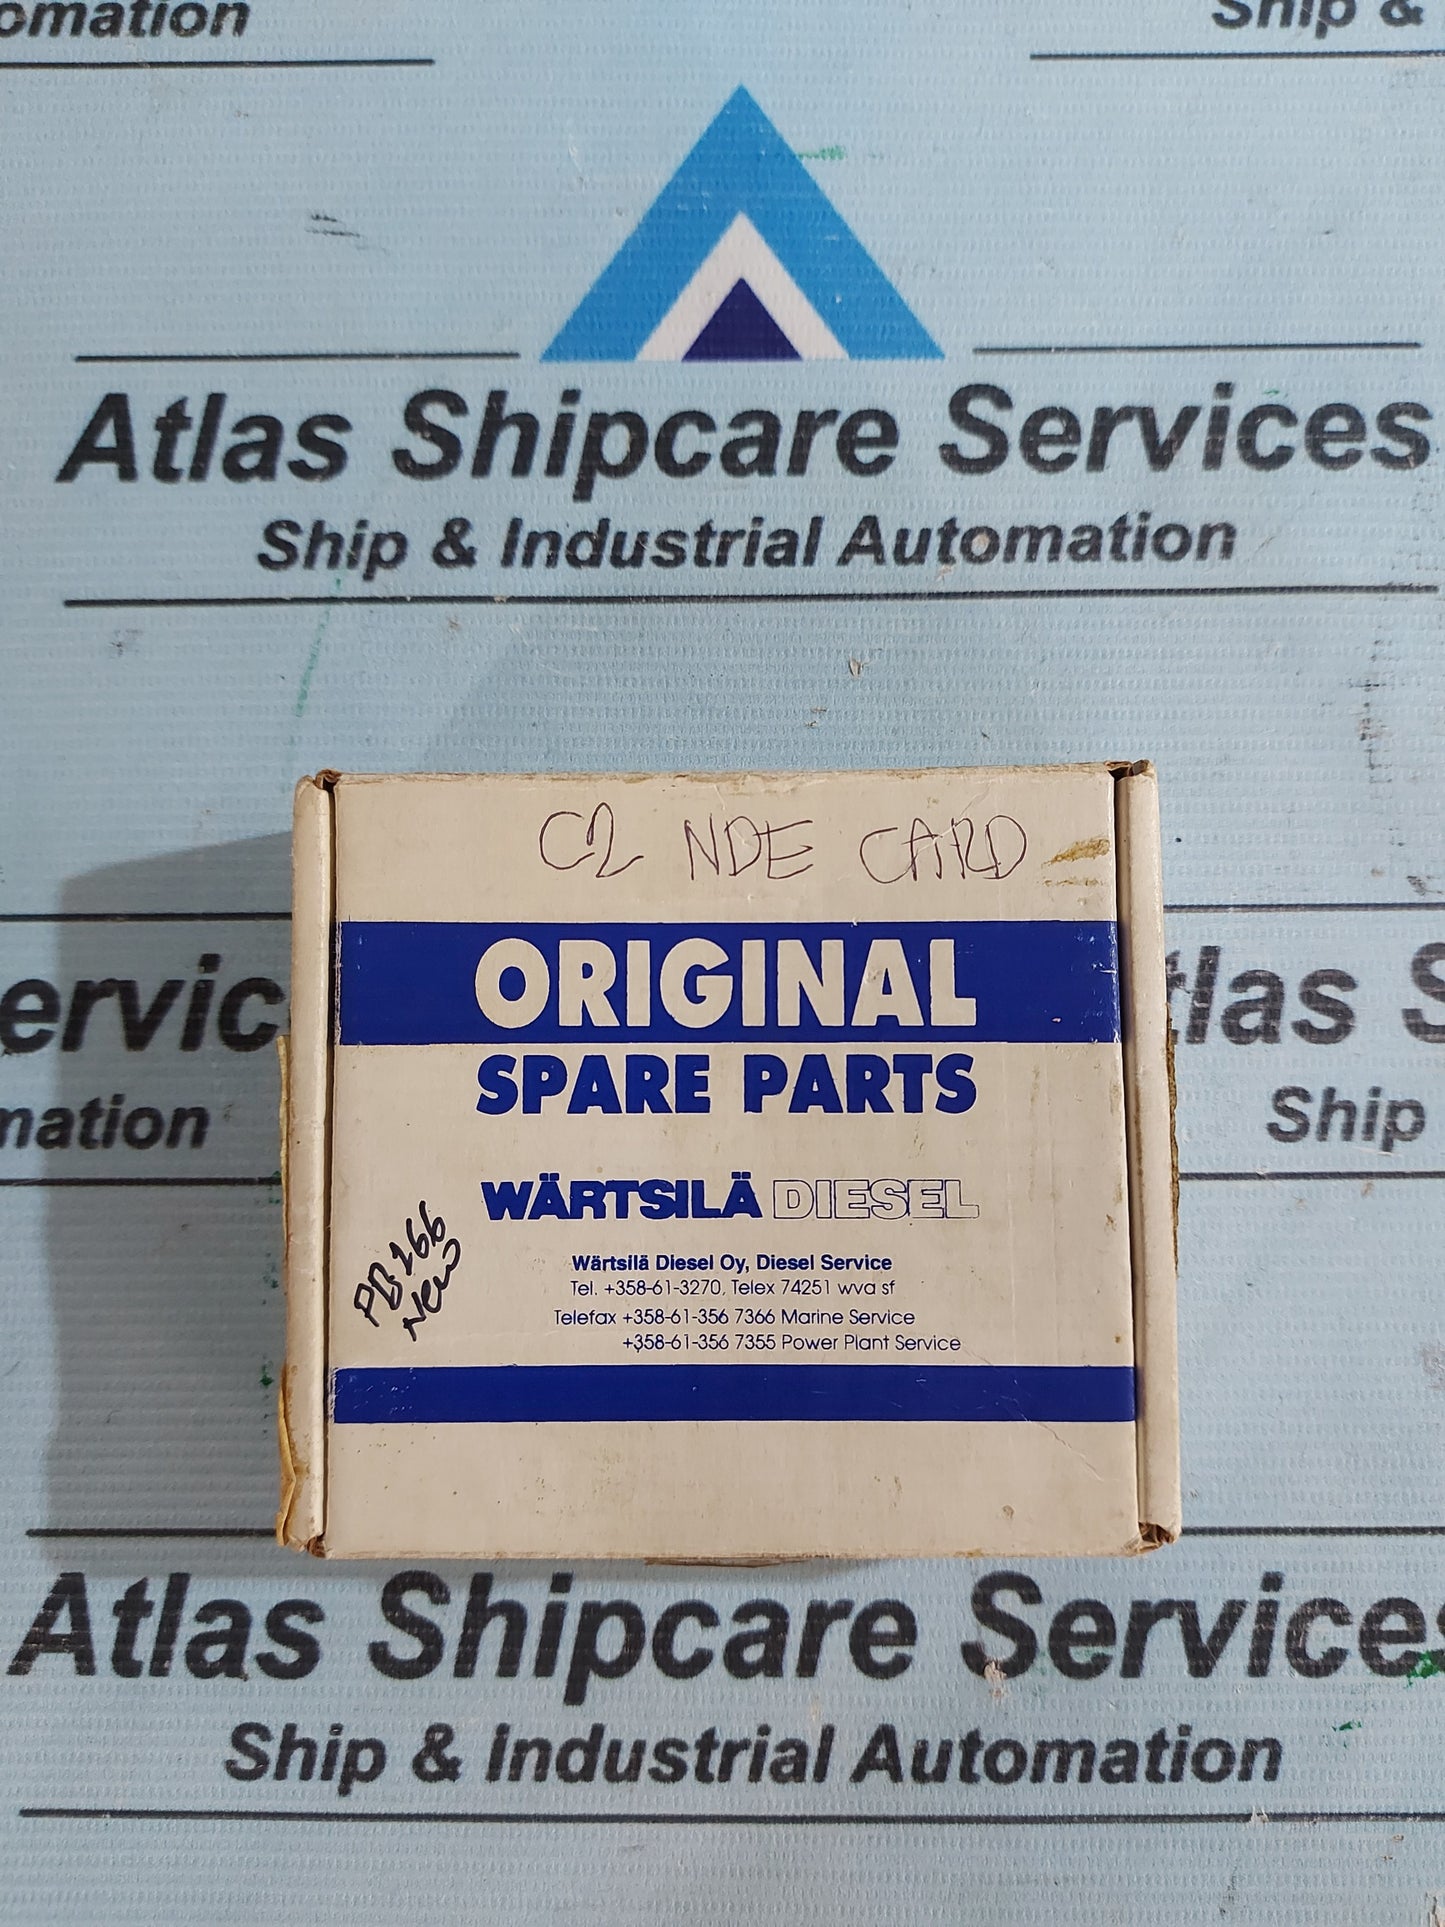 omation
Ship &
Atlas Shipcare Services
Ship & Industrial Automation
C2 NDE CARD
ORIGINAL
SPARE PARTS
WÄRTSILÄ DIESEL
Wärtsilä Diesel Oy, Diesel Service
Tel. +358-61-3270, Telex 74251 wva sf
Telefax +358-61-356 7366 Marine Service
+358-61-356 7355 Power Plant Service
PB266
New
ervic
mation
tlas S
Ship
Atlas Shipcare Services
Ship & Industrial Automation